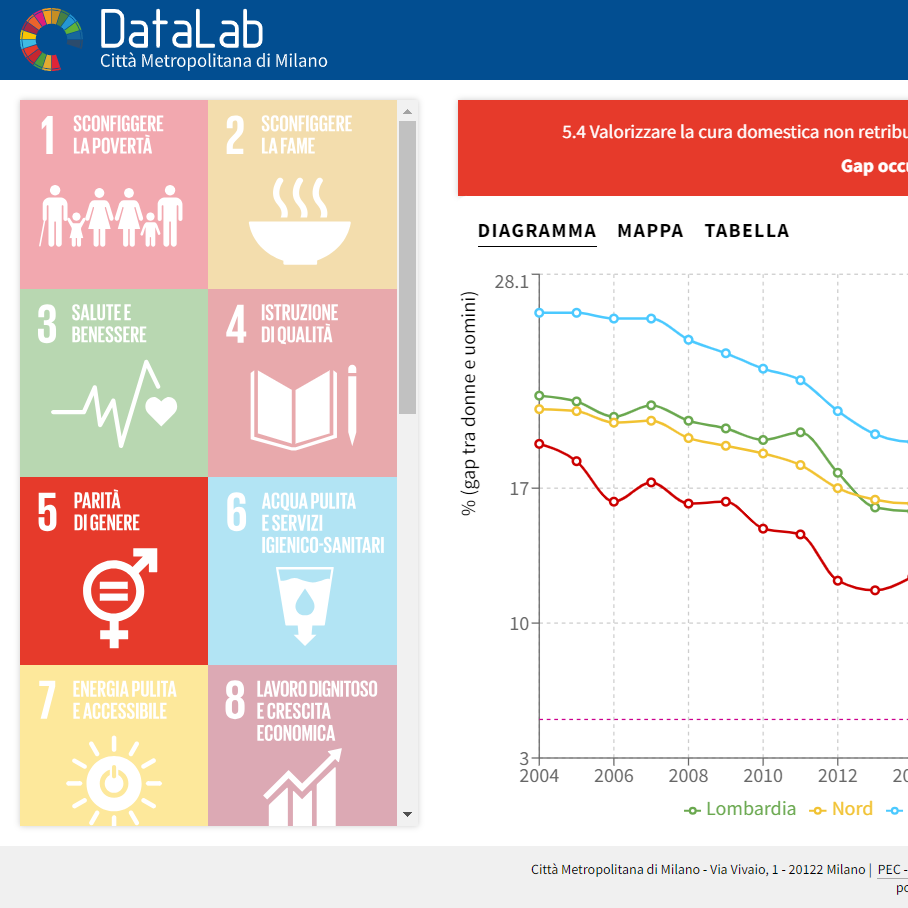 DataLab
Città Metropolitana di Milano
1 SCONFIGGERE
LA POVERTÀ
2 SCONFIGGERE
LA FAME
3 SALUTE E
BENESSERE
4 ISTRUZIONE
DI QUALITÀ
5 PARITÀ
DI GENERE
6 ACQUA PULITA
E SERVIZI
IGIENICO-SANITARI
7 ENERGIA PULITA
E ACCESSIBILE
8 LAVORO DIGNITOSO
E CRESCITA
ECONOMICA
5.4 Valorizzare la cura domestica non retribu
Gap occu
DIAGRAMMA MAPPA TABELLA
% (gap tra donne e uomini)
28.1
17
10
3
2004 2006 2008 2010 2012 20
Lombardia Nord
Città Metropolitana di Milano - Via Vivaio, 1 - 20122 Milano | PEC -
po